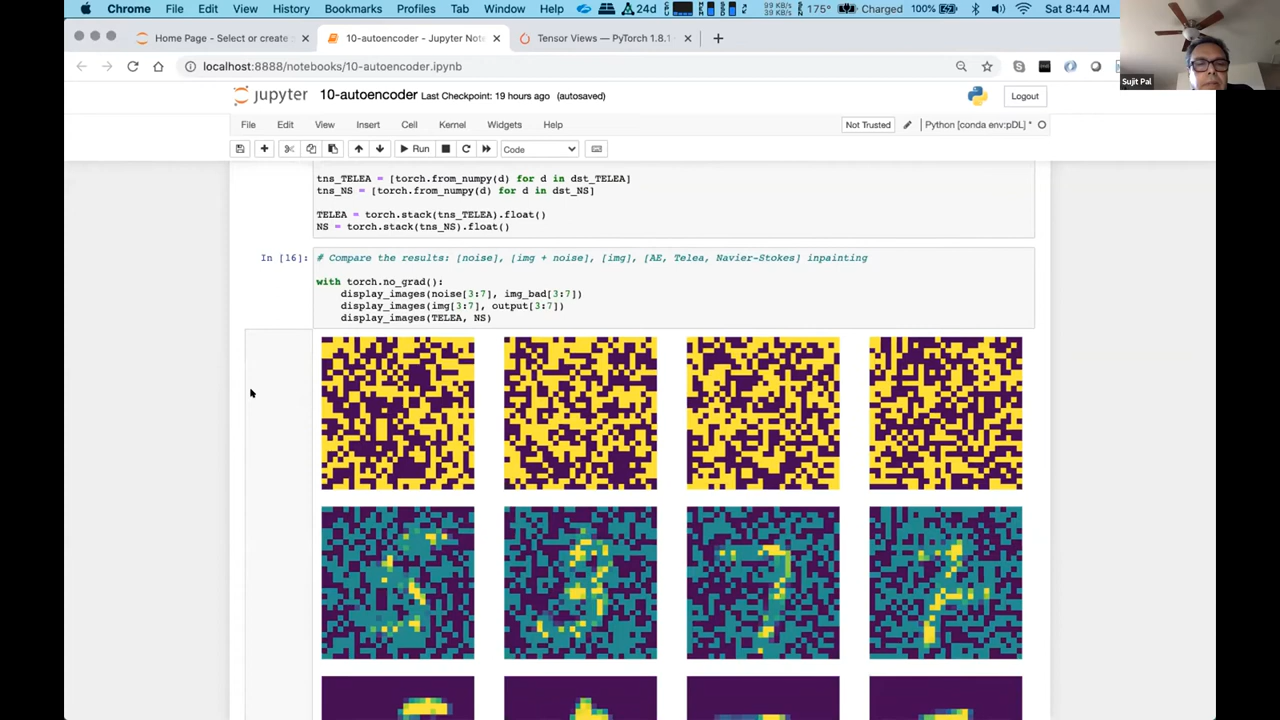 Chrome File Edit View History Bookmarks Profiles Tab Window Help 24d 99 KB/s 39 KB/s 175° Charged 100% Sat 8:44 AM
Home Page - Select or create
10-autoencoder - Jupyter Not
Tensor Views — PyTorch 1.8.1
localhost:8888/notebooks/10-autoencoder.ipynb
Sujit Pal
jupyter 10-autoencoder Last Checkpoint: 19 hours ago (autosaved)
Logout
File Edit View Insert Cell Kernel Widgets Help
Not Trusted
Python [conda env:pDL] *
Run
Code
tns_TELEA = [torch.from_numpy(d) for d in dst_TELEA]
tns_NS = [torch.from_numpy(d) for d in dst_NS]
TELEA = torch.stack(tns_TELEA).float()
NS = torch.stack(tns_NS).float()
In [16]:
# Compare the results: [noise], [img + noise], [img], [AE, Telea, Navier-Stokes] inpainting
with torch.no_grad():
display_images(noise[3:7], img_bad[3:7])
display_images(img[3:7], output[3:7])
display_images(TELEA, NS)